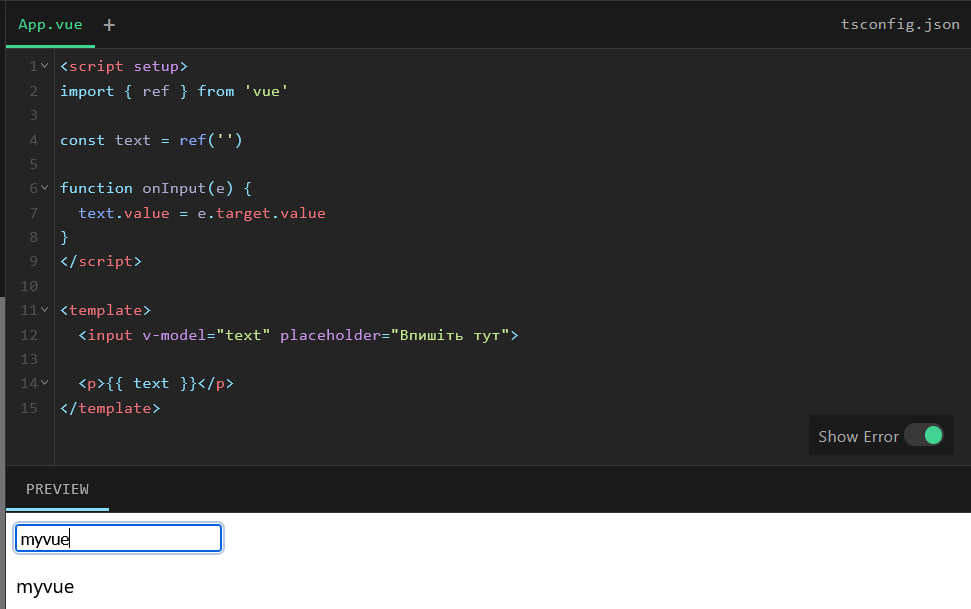 App.vue + tsconfig.json
1 <script setup>
2 import { ref } from 'vue'
3
4 const text = ref('')
5
6 function onInput(e) {
7   text.value = e.target.value
8 }
9 </script>
10
11 <template>
12   <input v-model="text" placeholder="Впишіть тут">
13
14   <p>{{ text }}</p>
15 </template>
Show Error
PREVIEW
myvue
myvue